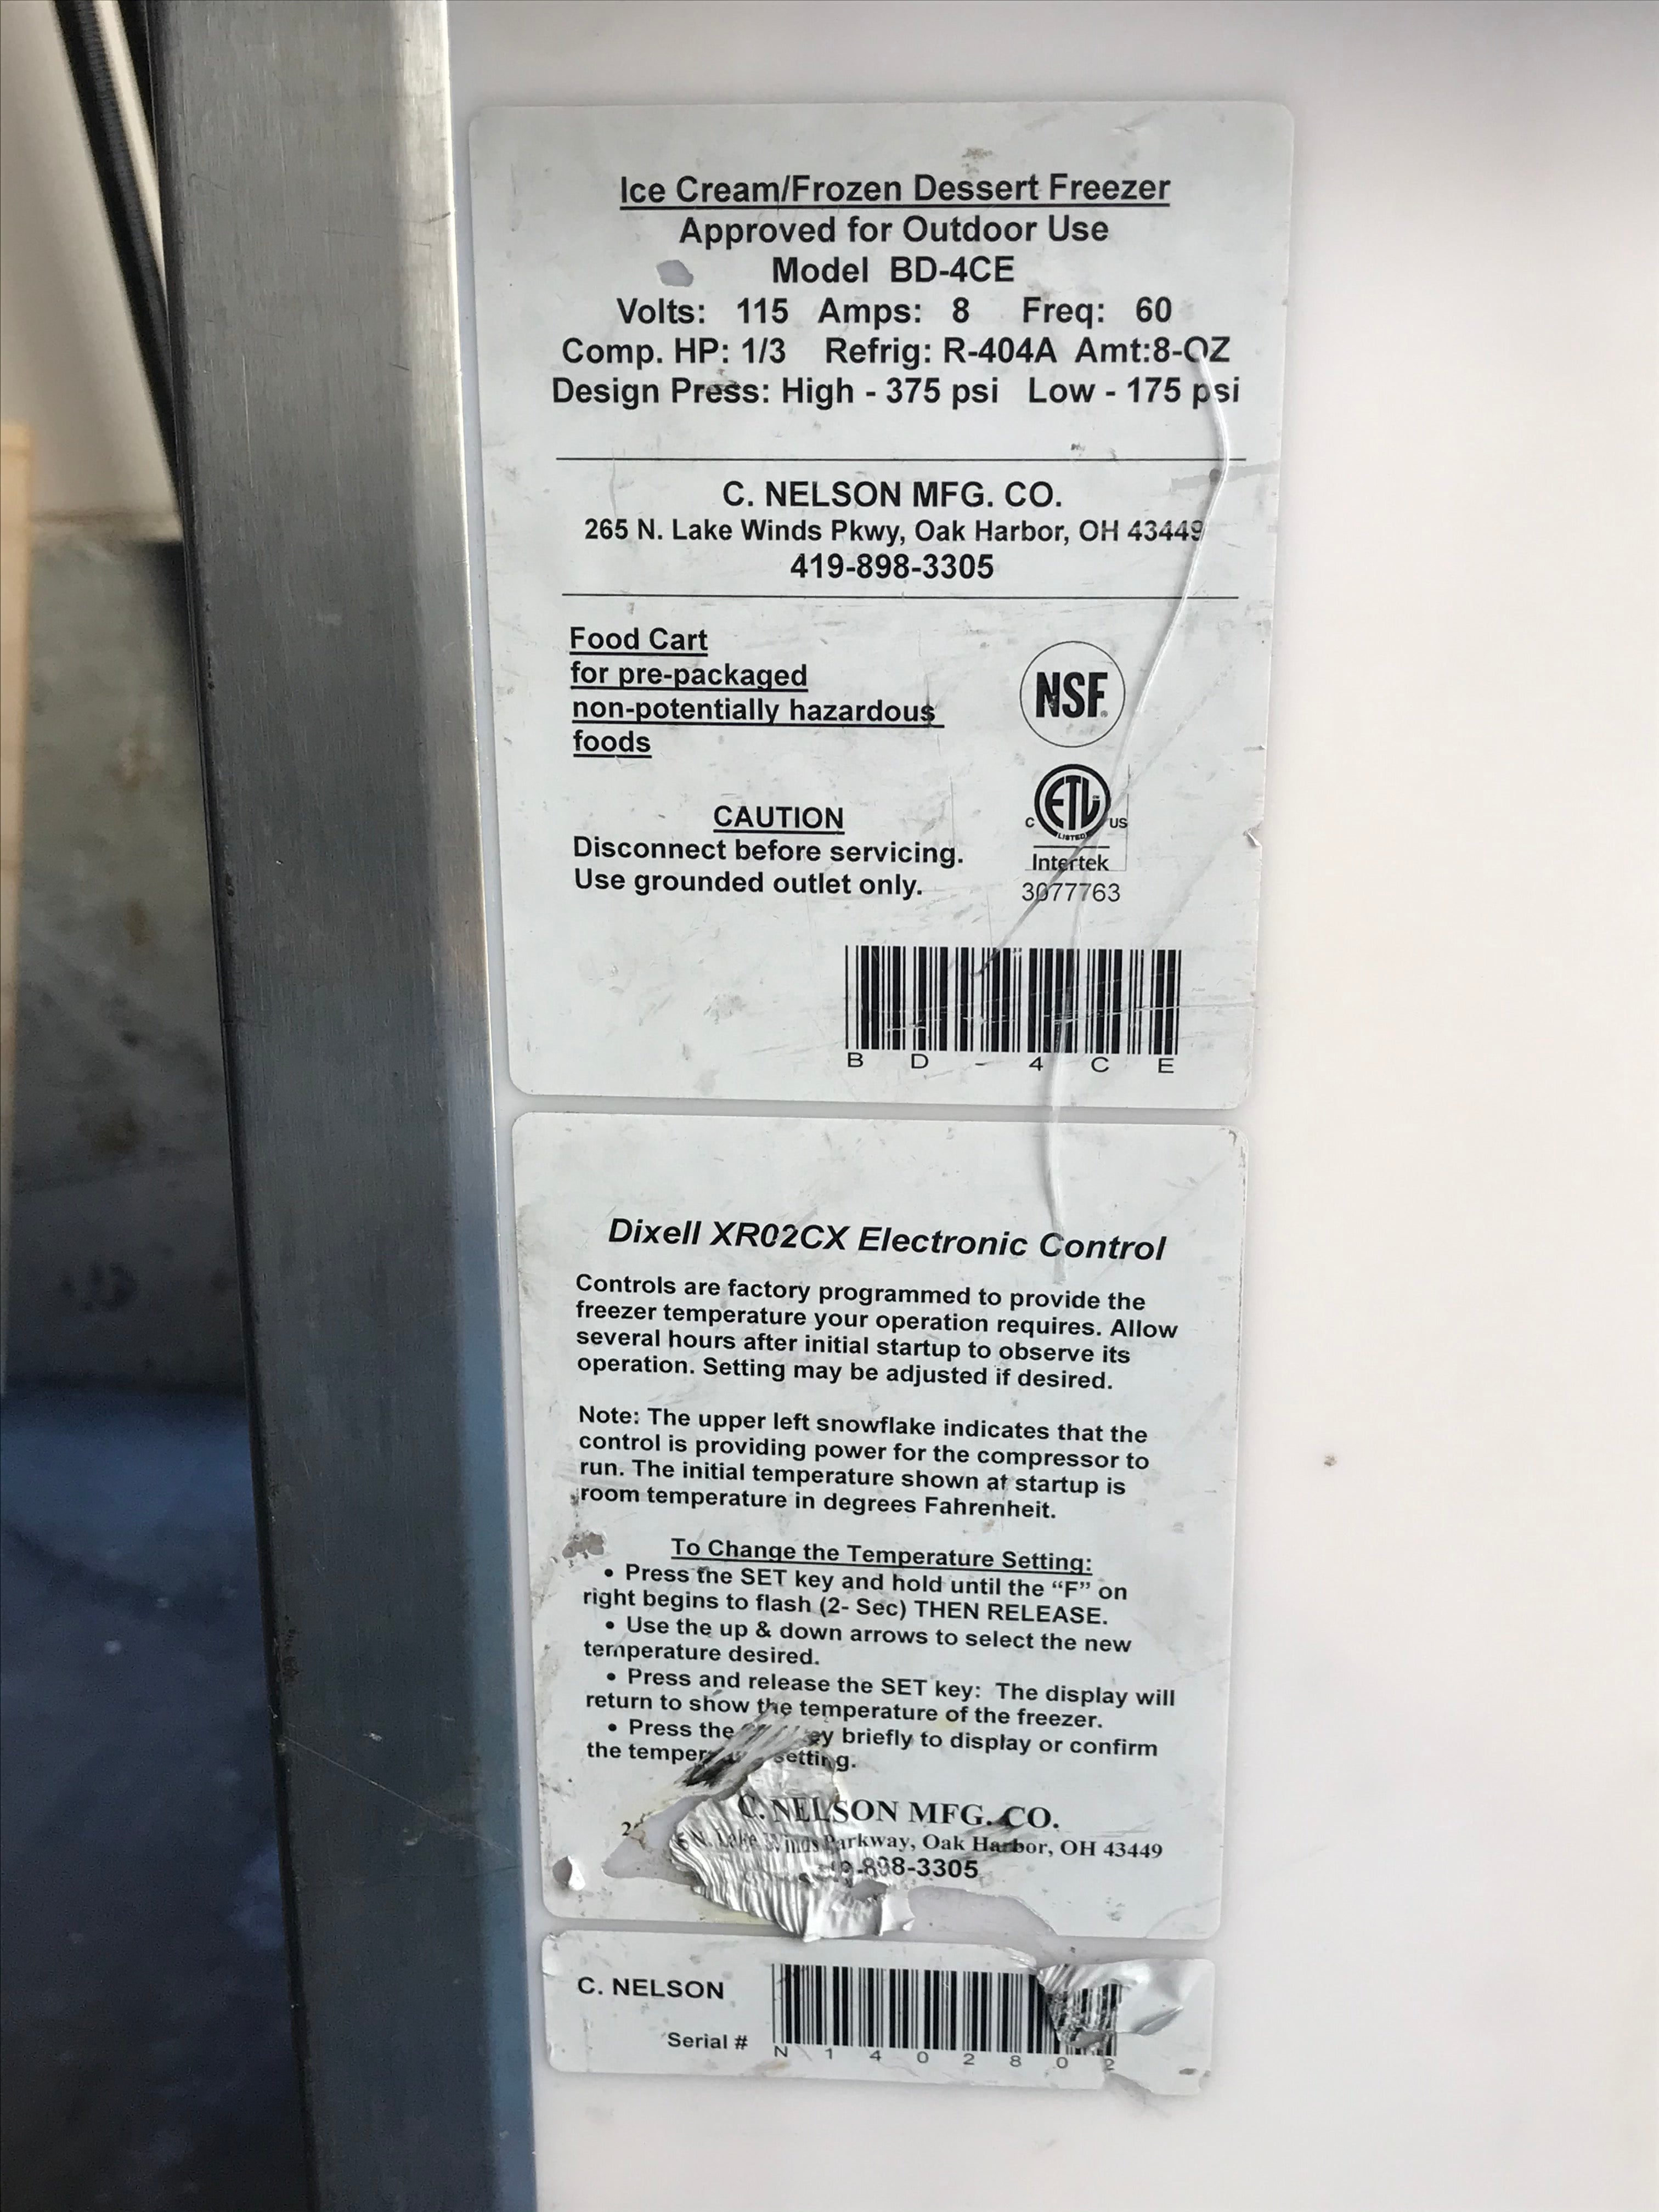 Ice Cream/Frozen Dessert Freezer
Approved for Outdoor Use
Model BD-4CE
Volts: 115 Amps: 8 Freq: 60
Comp. HP: 1/3 Refrig: R-404A Amt:8-OZ
Design Press: High - 375 psi Low - 175 psi
C. NELSON MFG. CO.
265 N. Lake Winds Pkwy, Oak Harbor, OH 43449
419-898-3305
Food Cart
for pre-packaged
non-potentially hazardous
foods
NSF®
CAUTION
Disconnect before servicing.
Use grounded outlet only.
ETL
C LISTED US
Intertek
3077763
BD-4CE
Dixell XR02CX Electronic Control
Controls are factory programmed to provide the
freezer temperature your operation requires. Allow
several hours after initial startup to observe its
operation. Setting may be adjusted if desired.
Note: The upper left snowflake indicates that the
control is providing power for the compressor to
run. The initial temperature shown at startup is
room temperature in degrees Fahrenheit.
To Change the Temperature Setting:
• Press the SET key and hold until the “F” on
right begins to flash (2- Sec) THEN RELEASE.
• Use the up & down arrows to select the new
temperature desired.
• Press and release the SET key: The display will
return to show the temperature of the freezer.
• Press the briefly to display or confirm
the setting.
C. NELSON MFG. CO.
N. Lake Winds Parkway, Oak Harbor, OH 43449
-898-3305
C. NELSON
Serial #
N1402802